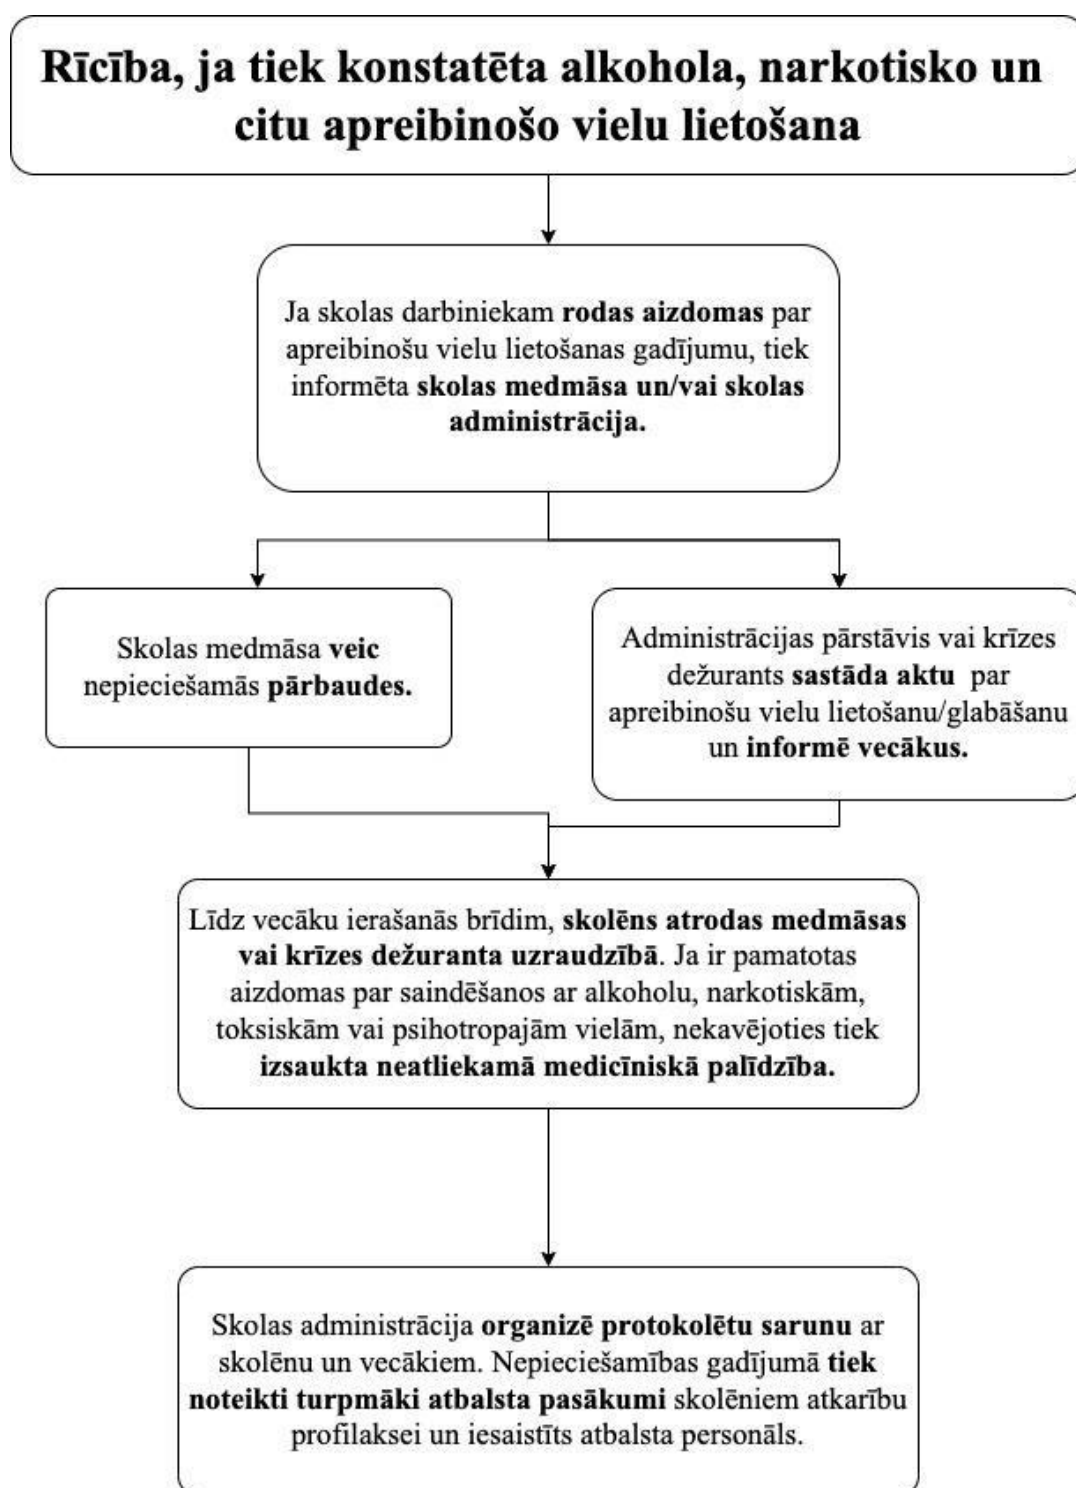 Rīcība, ja tiek konstatēta alkohola, narkotisko un
citu apreibinošo vielu lietošana
Ja skolas darbiniekam rodas aizdomas par
apreibinošu vielu lietošanas gadījumu, tiek
informēta skolas medmāsa un/vai skolas
administrācija.
Skolas medmāsa veic
nepieciešamās pārbaudes.
Administrācijas pārstāvis vai krīzes
dežurants sastāda aktu par
apreibinošu vielu lietošanu/glabāšanu
un informē vecākus.
Līdz vecāku ierašanās brīdim, skolēns atrodas medmāsas
vai krīzes dežuranta uzraudzībā. Ja ir pamatotas
aizdomas par saindēšanos ar alkoholu, narkotiskām,
toksiskām vai psihotropajām vielām, nekavējoties tiek
izsaukta neatliekamā medicīniskā palīdzība.
Skolas administrācija organizē protokolētu sarunu ar
skolēnu un vecākiem. Nepieciešamības gadījumā tiek
noteikti turpmāki atbalsta pasākumi skolēniem atkarību
profilaksei un iesaistīts atbalsta personāls.